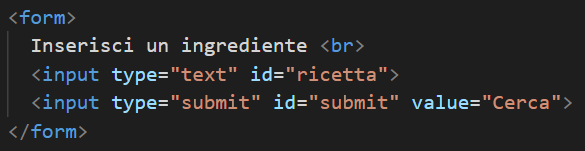 <form>
Inserisci un ingrediente <br>
<input type="text" id="ricetta">
<input type="submit" id="submit" value="Cerca">
</form>